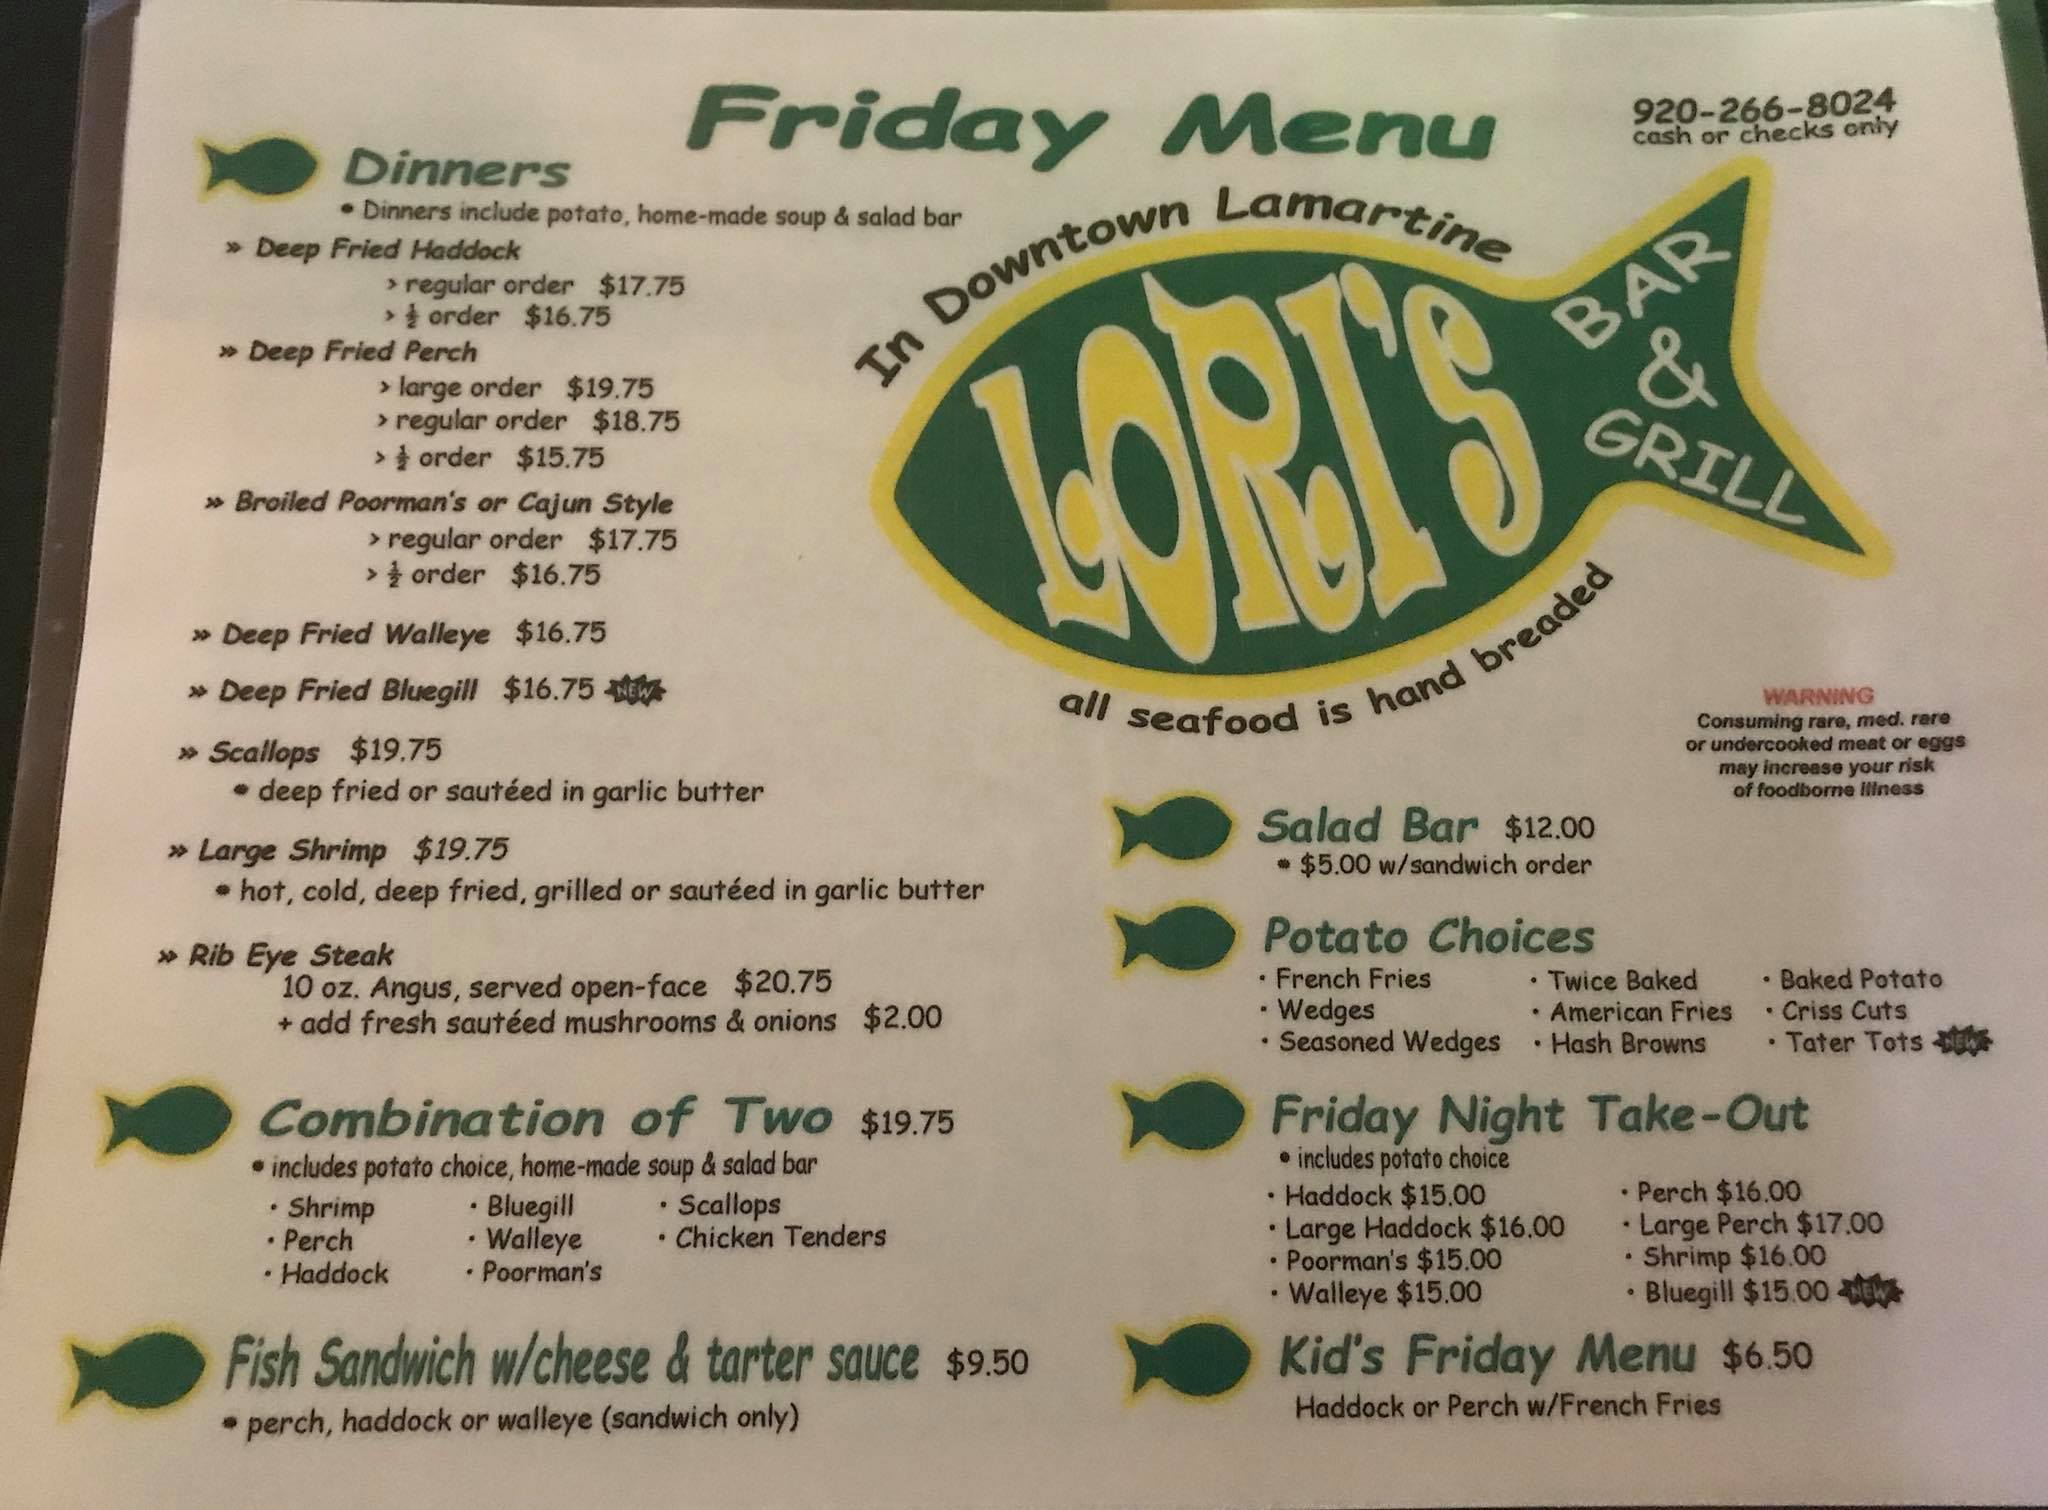 Friday Menu
920-266-8024
cash or checks only
Dinners
• Dinners include potato, home-made soup & salad bar
» Deep Fried Haddock
> regular order $17.75
> ½ order $16.75
» Deep Fried Perch
> large order $19.75
> regular order $18.75
> ½ order $15.75
» Broiled Poorman's or Cajun Style
> regular order $17.75
> ½ order $16.75
» Deep Fried Walleye $16.75
» Deep Fried Bluegill $16.75 NEW
» Scallops $19.75
• deep fried or sautéed in garlic butter
» Large Shrimp $19.75
• hot, cold, deep fried, grilled or sautéed in garlic butter
» Rib Eye Steak
10 oz. Angus, served open-face $20.75
+ add fresh sautéed mushrooms & onions $2.00
Combination of Two $19.75
• includes potato choice, home-made soup & salad bar
· Shrimp · Bluegill · Scallops
· Perch · Walleye · Chicken Tenders
· Haddock · Poorman's
Fish Sandwich w/cheese & tarter sauce $9.50
• perch, haddock or walleye (sandwich only)
In Downtown Lamartine
LORI'S
BAR
&
GRILL
all seafood is hand breaded
WARNING
Consuming rare, med. rare
or undercooked meat or eggs
may increase your risk
of foodborne illness
Salad Bar $12.00
• $5.00 w/sandwich order
Potato Choices
· French Fries · Twice Baked · Baked Potato
· Wedges · American Fries · Criss Cuts
· Seasoned Wedges · Hash Browns · Tater Tots NEW
Friday Night Take-Out
• includes potato choice
· Haddock $15.00 · Perch $16.00
· Large Haddock $16.00 · Large Perch $17.00
· Poorman's $15.00 · Shrimp $16.00
· Walleye $15.00 · Bluegill $15.00 NEW
Kid's Friday Menu $6.50
Haddock or Perch w/French Fries